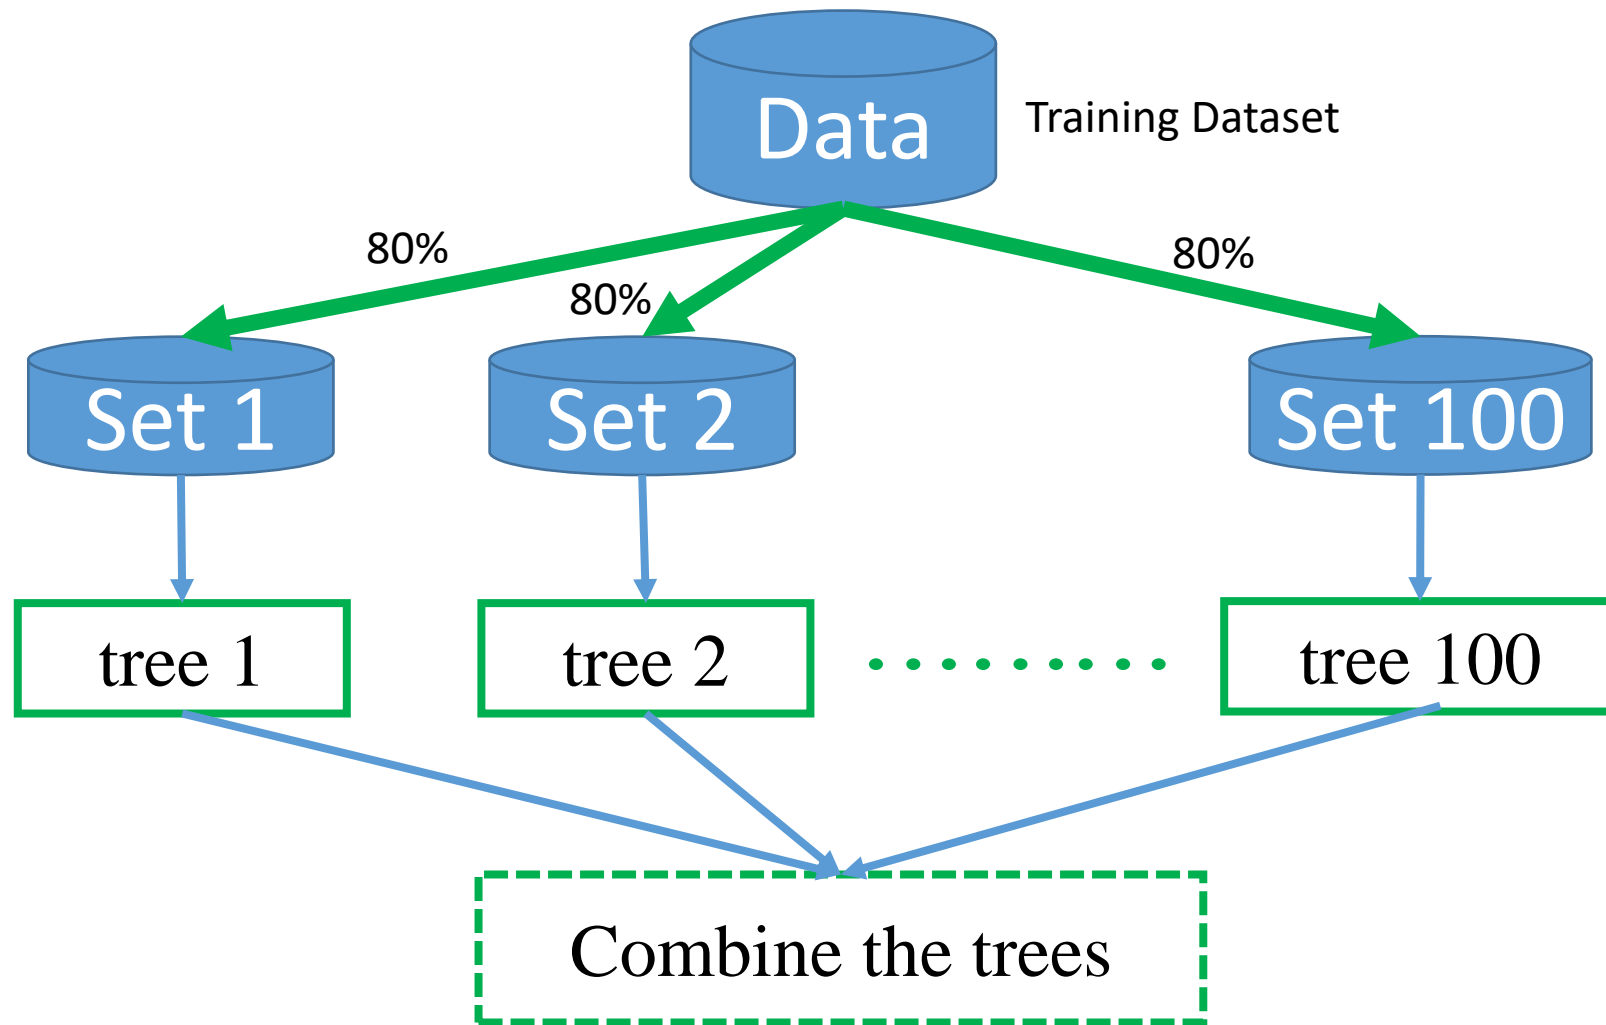 Data
Training Dataset
80%
80%
80%
Set 1
Set 2
Set 100
tree 1
tree 2
tree 100
Combine the trees